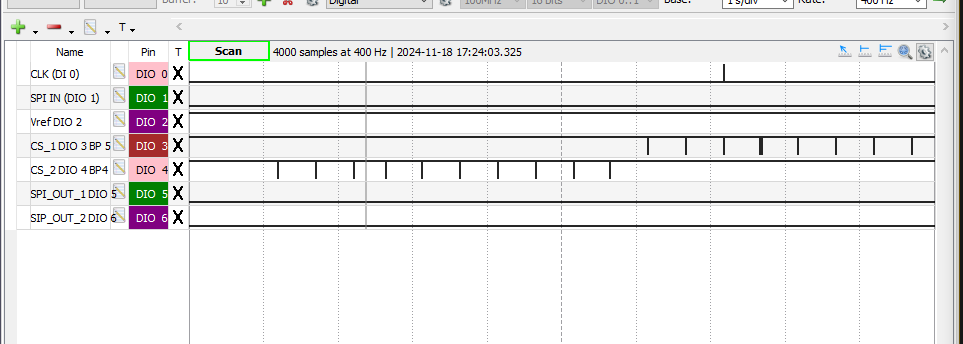 Buffer: 10 Digital 100MHz 16 Bits DIO 0..1 Base: 1 s/div Rate: 400 Hz
T
Name Pin T Scan 4000 samples at 400 Hz | 2024-11-18 17:24:03.325
CLK (DI 0) DIO 0 X
SPI IN (DIO 1) DIO 1 X
Vref DIO 2 DIO 2 X
CS_1 DIO 3 BP 5 DIO 3 X
CS_2 DIO 4 BP4 DIO 4 X
SPI_OUT_1 DIO 5 DIO 5 X
SIP_OUT_2 DIO 6 DIO 6 X